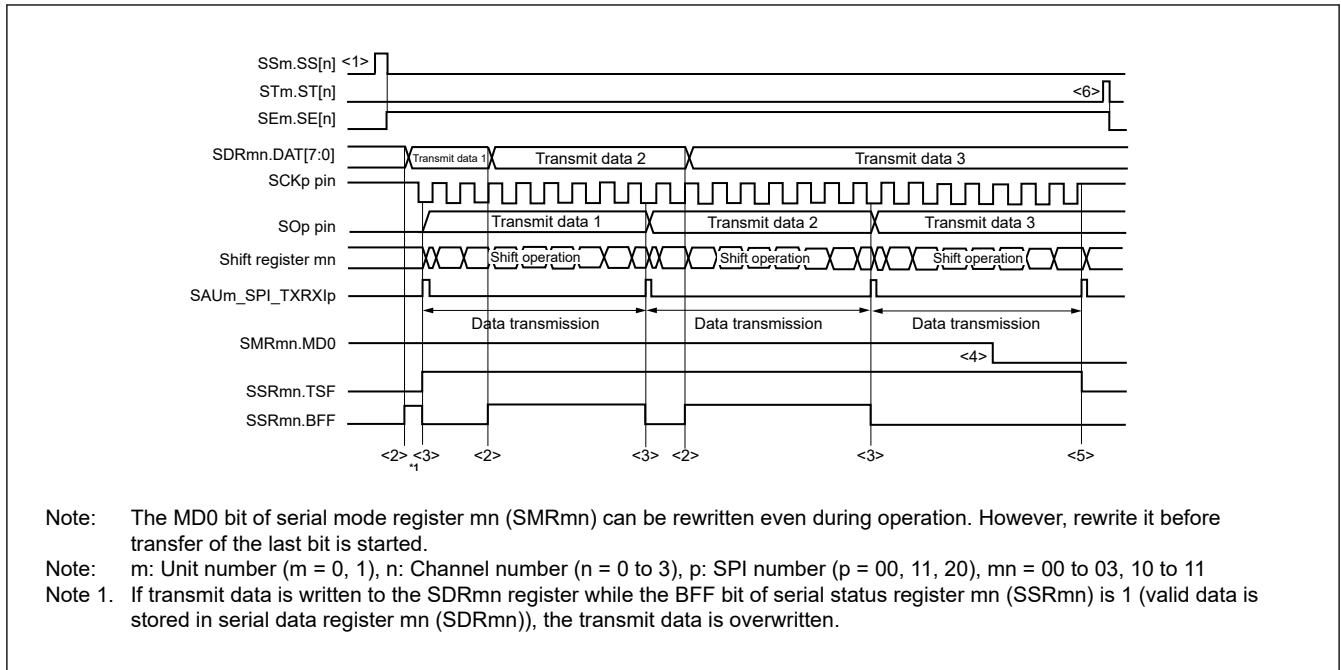 SSm.SS[n] <1>
STm.ST[n] <6>
SEm.SE[n]
SDRmn.DAT[7:0] Transmit data 1 Transmit data 2 Transmit data 3
SCKp pin
SOp pin Transmit data 1 Transmit data 2 Transmit data 3
Shift register mn Shift operation Shift operation Shift operation
SAUm_SPI_TXRXIp
Data transmission Data transmission Data transmission
SMRmn.MD0 <4>
SSRmn.TSF
SSRmn.BFF
<2> <3> <2> <3> <2> <3> <5>
*1
Note: The MD0 bit of serial mode register mn (SMRmn) can be rewritten even during operation. However, rewrite it before
transfer of the last bit is started.
Note: m: Unit number (m = 0, 1), n: Channel number (n = 0 to 3), p: SPI number (p = 00, 11, 20), mn = 00 to 03, 10 to 11
Note 1. If transmit data is written to the SDRmn register while the BFF bit of serial status register mn (SSRmn) is 1 (valid data is
stored in serial data register mn (SDRmn)), the transmit data is overwritten.